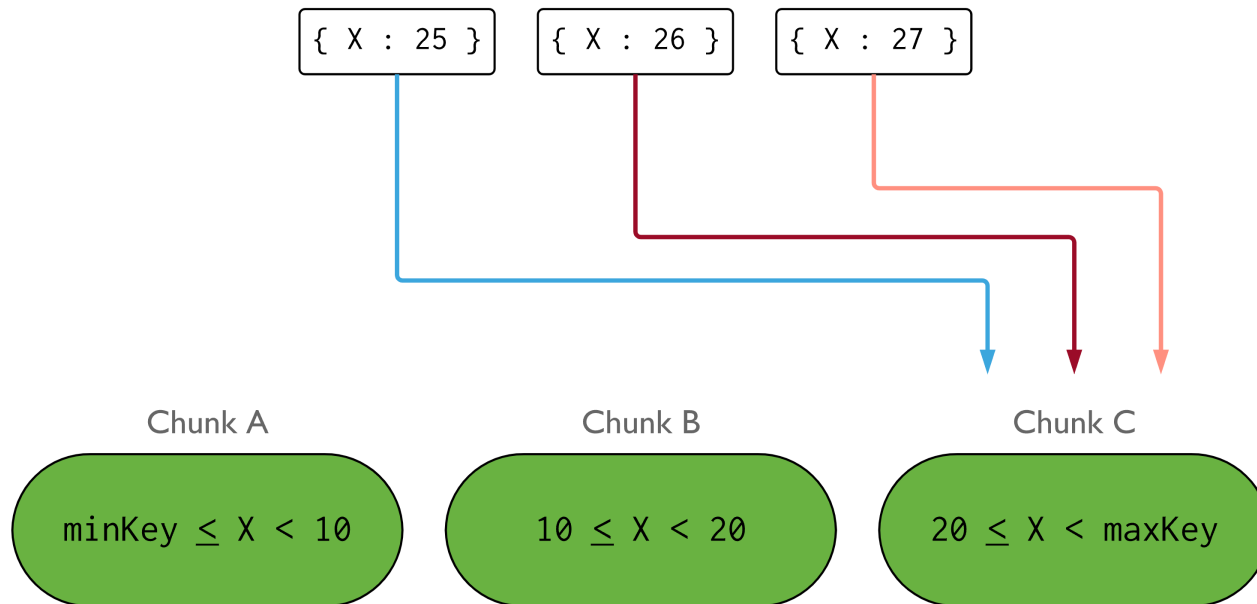 { X : 25 } { X : 26 } { X : 27 }
Chunk A Chunk B Chunk C
minKey ≤ X < 10 10 ≤ X < 20 20 ≤ X < maxKey